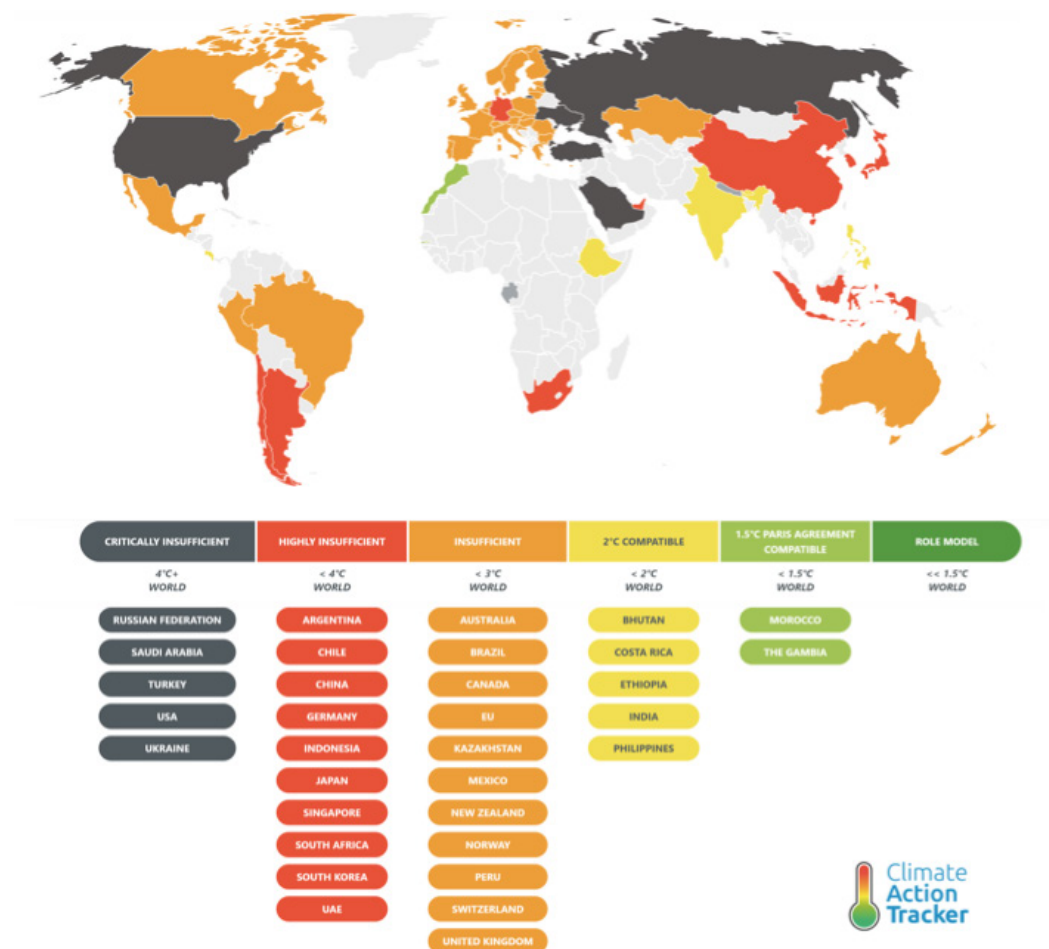 CRITICALLY INSUFFICIENT
HIGHLY INSUFFICIENT
INSUFFICIENT
2°C COMPATIBLE
1.5°C PARIS AGREEMENT
COMPATIBLE
ROLE MODEL
4°C+
WORLD
< 4°C
WORLD
< 3°C
WORLD
< 2°C
WORLD
< 1.5°C
WORLD
<< 1.5°C
WORLD
RUSSIAN FEDERATION
SAUDI ARABIA
TURKEY
USA
UKRAINE
ARGENTINA
CHILE
CHINA
GERMANY
INDONESIA
JAPAN
SINGAPORE
SOUTH AFRICA
SOUTH KOREA
UAE
AUSTRALIA
BRAZIL
CANADA
EU
KAZAKHSTAN
MEXICO
NEW ZEALAND
NORWAY
PERU
SWITZERLAND
UNITED KINGDOM
BHUTAN
COSTA RICA
ETHIOPIA
INDIA
PHILIPPINES
MOROCCO
THE GAMBIA
Climate
Action
Tracker